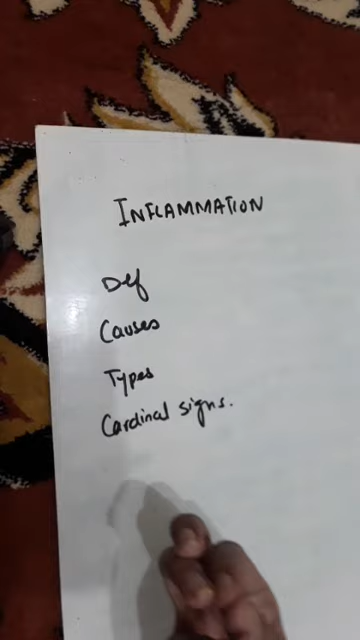 INFLAMMATION
Def
Causes
Types
Cardinal signs.